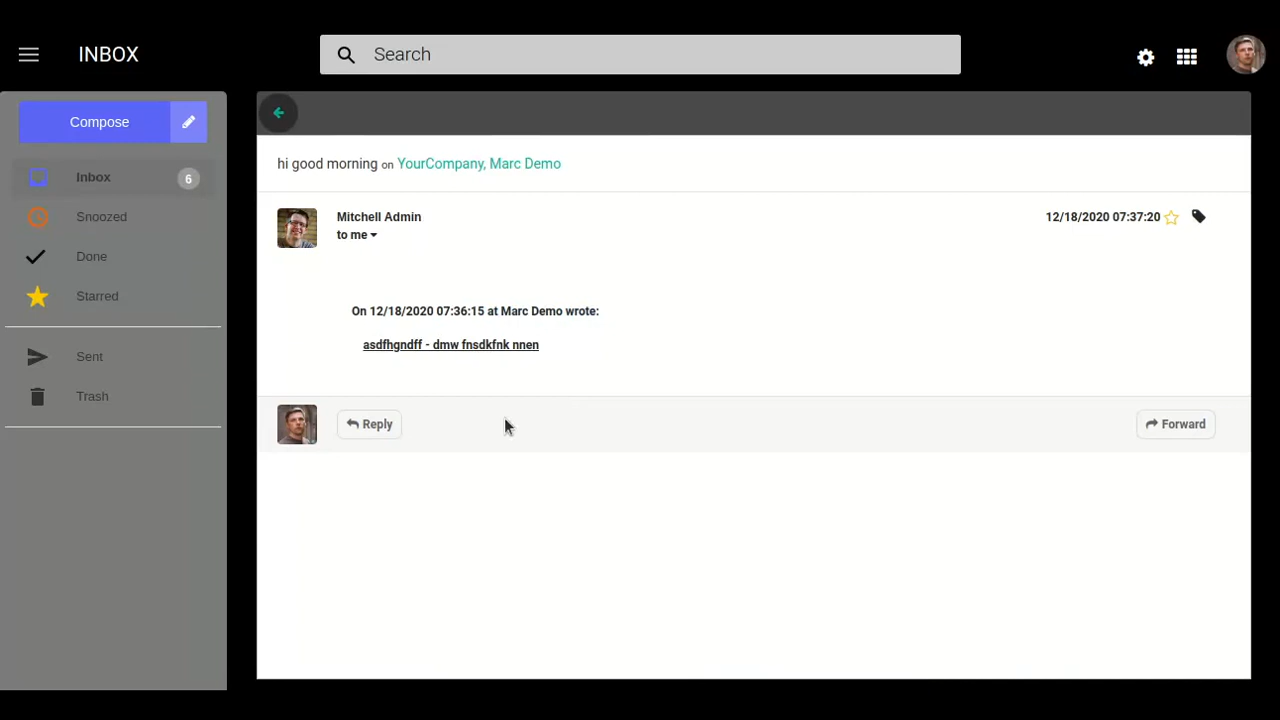 INBOX
Search
Compose
Inbox 6
Snoozed
Done
Starred
Sent
Trash
hi good morning on YourCompany, Marc Demo
Mitchell Admin 12/18/2020 07:37:20
to me
On 12/18/2020 07:36:15 at Marc Demo wrote:
asdfhgndff - dmw fnsdkfnk nnen
Reply Forward